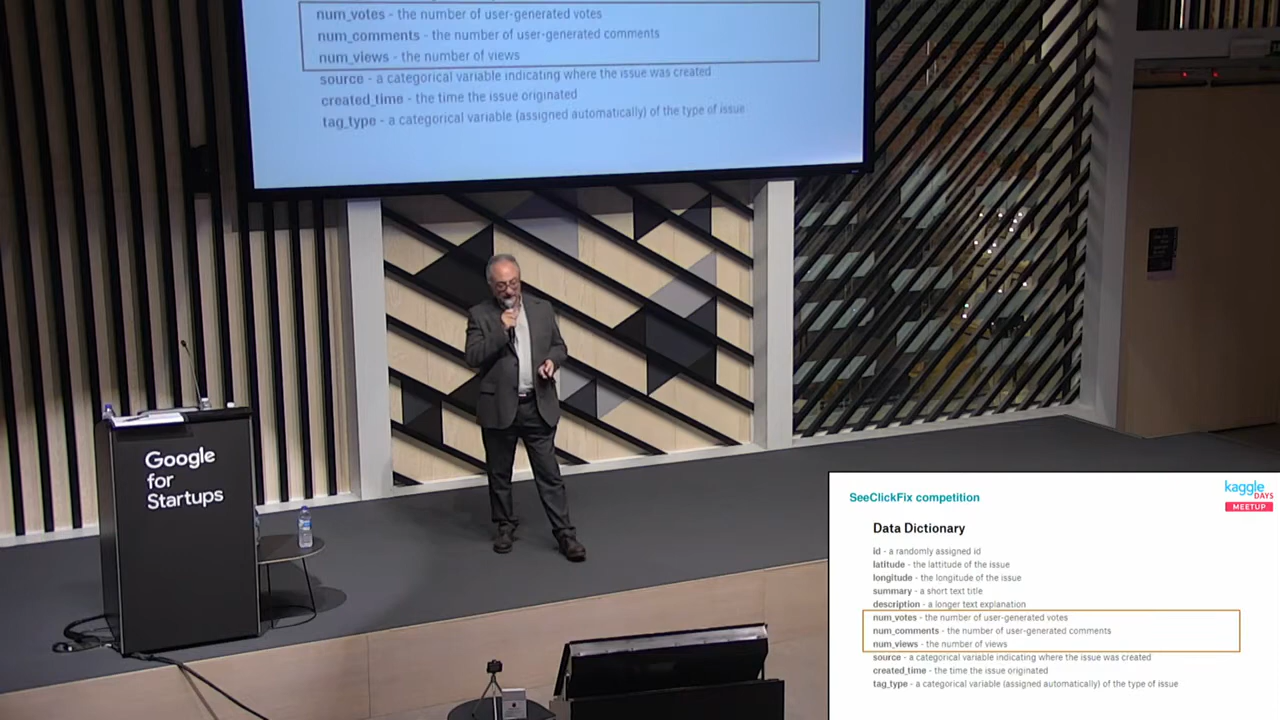 num_votes - the number of user-generated votes
num_comments - the number of user-generated comments
num_views - the number of views
source - a categorical variable indicating where the issue was created
created_time - the time the issue originated
tag_type - a categorical variable (assigned automatically) of the type of issue
Google
for
Startups
SeeClickFix competition
kaggle
DAYS
MEETUP
Data Dictionary
id - a randomly assigned id
latitude - the lattitude of the issue
longitude - the longitude of the issue
summary - a short text title
description - a longer text explanation
num_votes - the number of user-generated votes
num_comments - the number of user-generated comments
num_views - the number of views
source - a categorical variable indicating where the issue was created
created_time - the time the issue originated
tag_type - a categorical variable (assigned automatically) of the type of issue